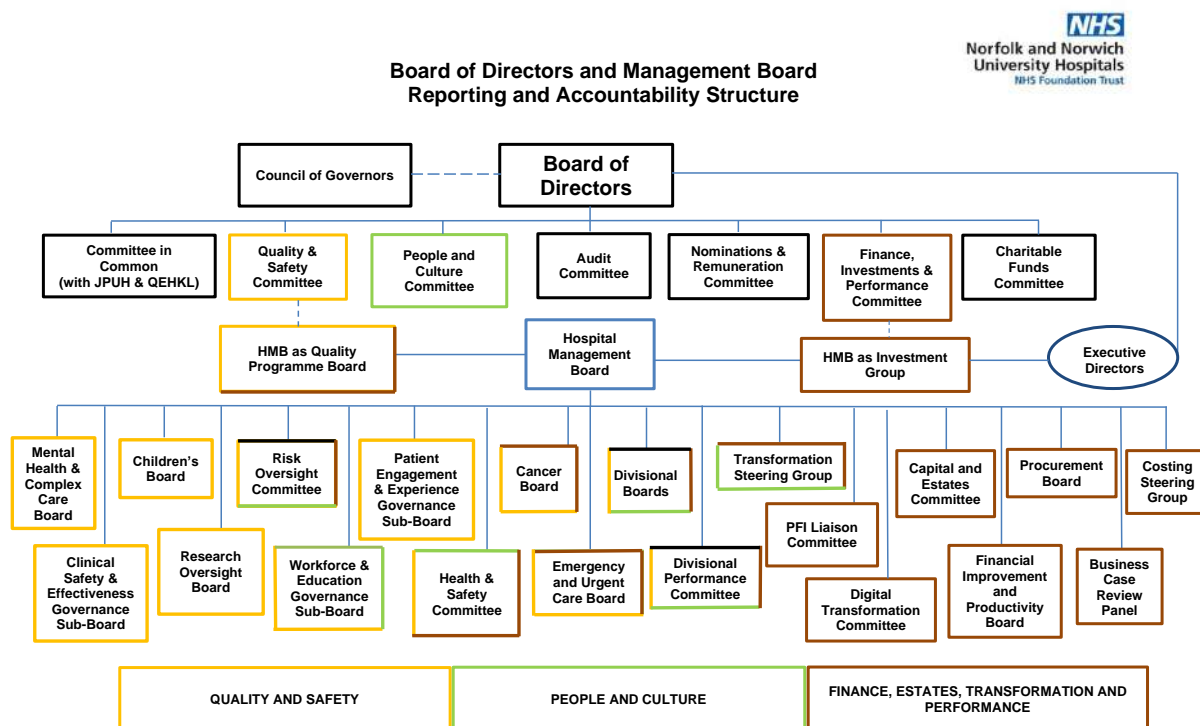 NHS
Norfolk and Norwich
University Hospitals
NHS Foundation Trust
Board of Directors and Management Board
Reporting and Accountability Structure
Council of Governors
Board of
Directors
Committee in
Common
(with JPUH & QEHKL)
Quality &
Safety
Committee
People and
Culture
Committee
Audit
Committee
Nominations &
Remuneration
Committee
Finance,
Investments &
Performance
Committee
Charitable
Funds
Committee
HMB as Quality
Programme Board
Hospital
Management
Board
HMB as Investment
Group
Executive
Directors
Mental
Health &
Complex
Care
Board
Children's
Board
Risk
Oversight
Committee
Patient
Engagement
& Experience
Governance
Sub-Board
Cancer
Board
Divisional
Boards
Transformation
Steering Group
Capital and
Estates
Committee
Procurement
Board
Costing
Steering
Group
Clinical
Safety &
Effectiveness
Governance
Sub-Board
Research
Oversight
Board
Workforce &
Education
Governance
Sub-Board
Health &
Safety
Committee
Emergency
and Urgent
Care Board
Divisional
Performance
Committee
PFI Liaison
Committee
Digital
Transformation
Committee
Financial
Improvement
and
Productivity
Board
Business
Case
Review
Panel
QUALITY AND SAFETY
PEOPLE AND CULTURE
FINANCE, ESTATES, TRANSFORMATION AND
PERFORMANCE